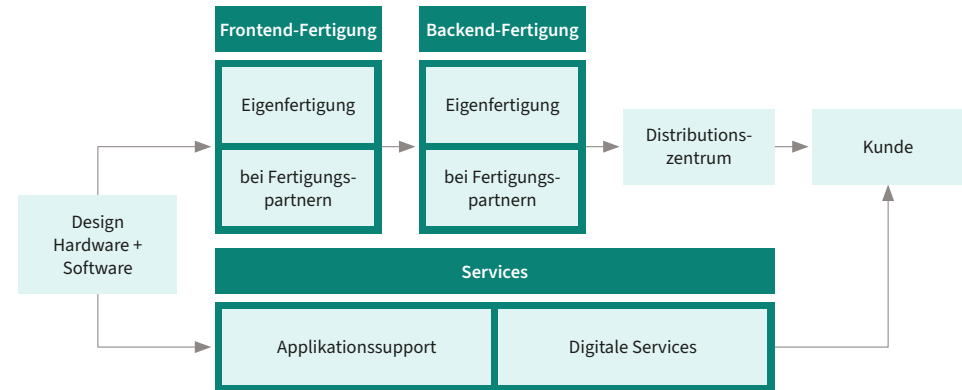 Frontend-Fertigung
Backend-Fertigung
Eigenfertigung
Eigenfertigung
bei Fertigungs-
partnern
bei Fertigungs-
partnern
Distributions-
zentrum
Kunde
Design
Hardware +
Software
Services
Applikationssupport
Digitale Services